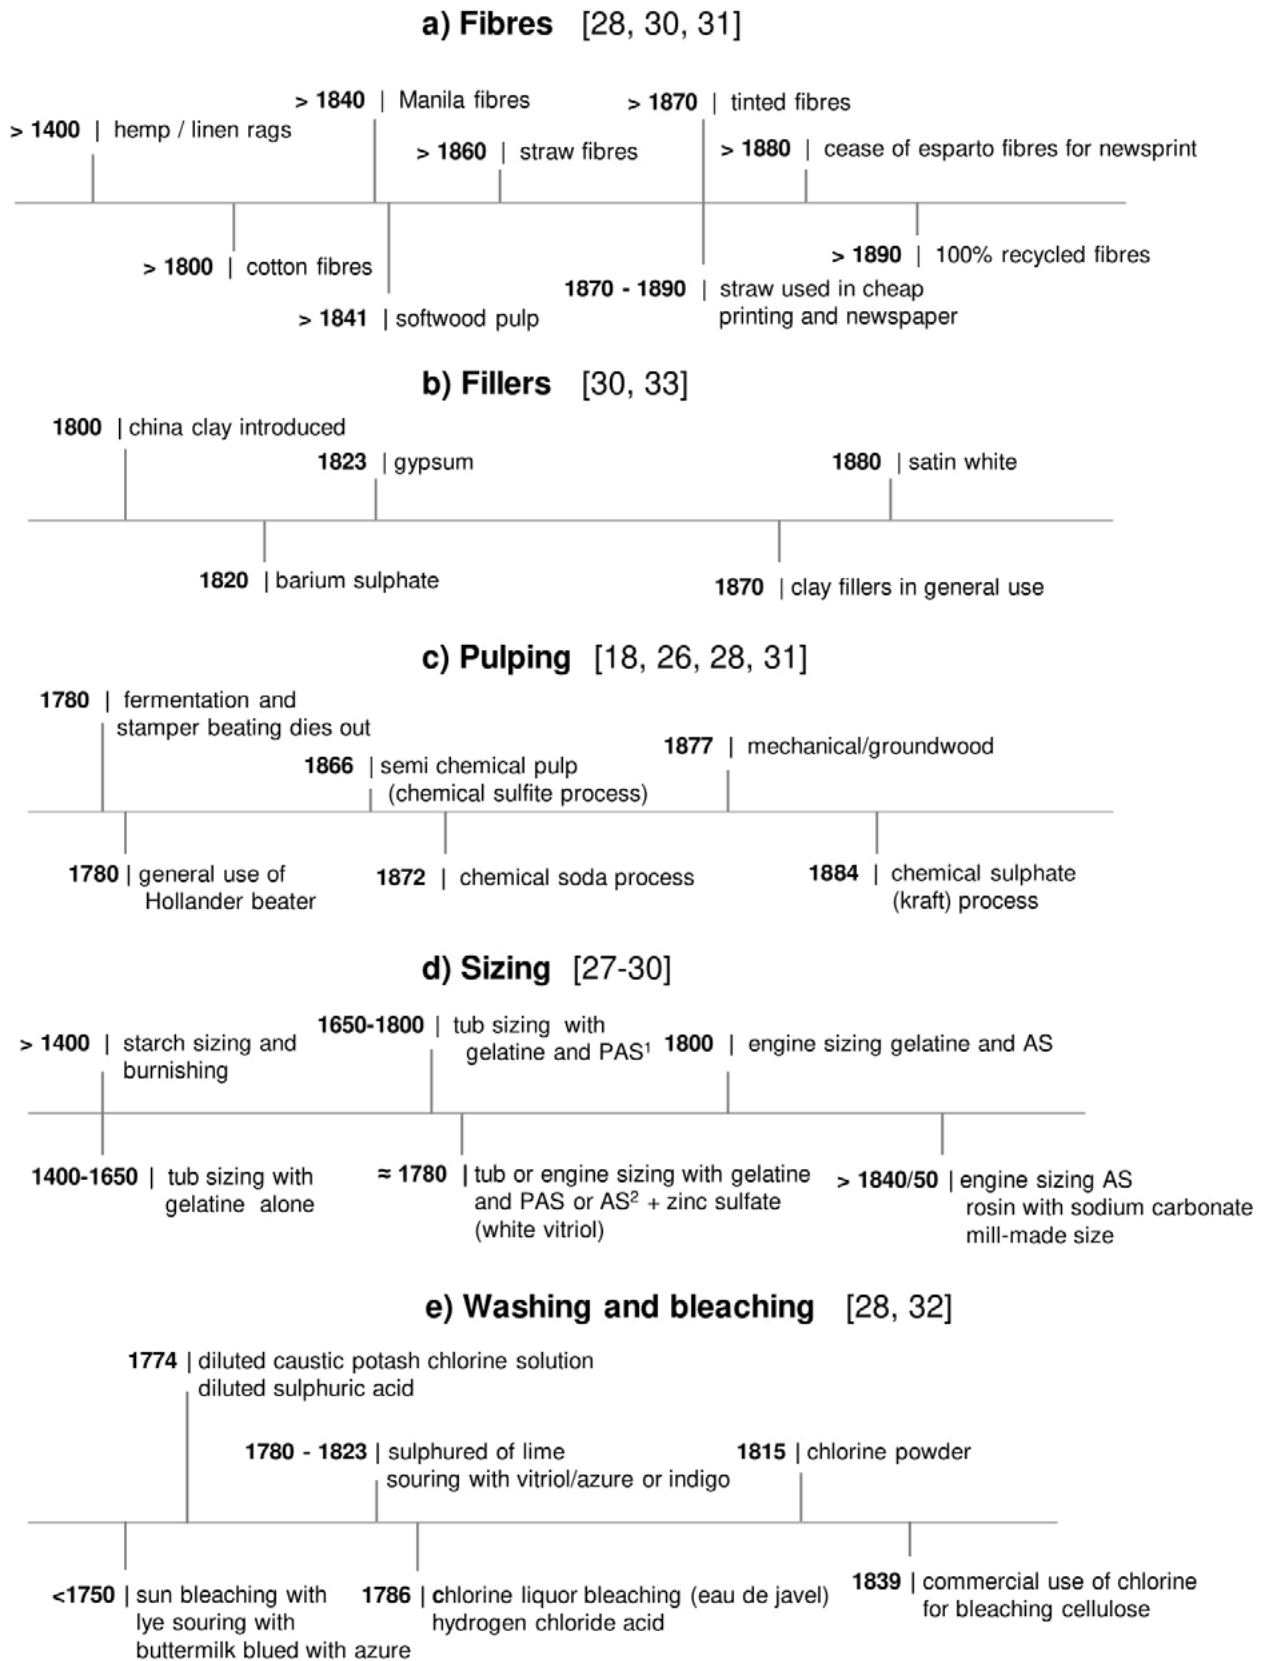 a) Fibres [28, 30, 31]
> 1840 | Manila fibres
> 1870 | tinted fibres
> 1400 | hemp / linen rags
> 1860 | straw fibres
> 1880 | cease of esparto fibres for newsprint
> 1800 | cotton fibres
> 1890 | 100% recycled fibres
1870 - 1890 | straw used in cheap
printing and newspaper
> 1841 | softwood pulp
b) Fillers [30, 33]
1800 | china clay introduced
1823 | gypsum
1880 | satin white
1820 | barium sulphate
1870 | clay fillers in general use
c) Pulping [18, 26, 28, 31]
1780 | fermentation and
stamper beating dies out
1866 | semi chemical pulp
(chemical sulfite process)
1877 | mechanical/groundwood
1780 | general use of
Hollander beater
1872 | chemical soda process
1884 | chemical sulphate
(kraft) process
d) Sizing [27-30]
> 1400 | starch sizing and
burnishing
1650-1800 | tub sizing with
gelatine and PAS¹
1800 | engine sizing gelatine and AS
1400-1650 | tub sizing with
gelatine alone
≈ 1780 | tub or engine sizing with gelatine
and PAS or AS² + zinc sulfate
(white vitriol)
> 1840/50 | engine sizing AS
rosin with sodium carbonate
mill-made size
e) Washing and bleaching [28, 32]
1774 | diluted caustic potash chlorine solution
diluted sulphuric acid
1780 - 1823 | sulphured of lime
souring with vitriol/azure or indigo
1815 | chlorine powder
<1750 | sun bleaching with
lye souring with
buttermilk blued with azure
1786 | chlorine liquor bleaching (eau de javel)
hydrogen chloride acid
1839 | commercial use of chlorine
for bleaching cellulose